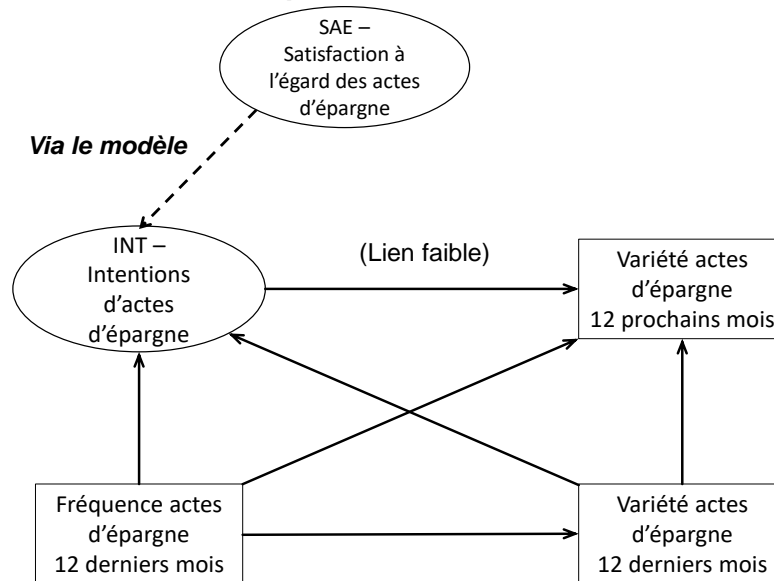 SAE –
Satisfaction à
l'égard des actes
d'épargne
Via le modèle
INT –
Intentions
d'actes
d'épargne
(Lien faible)
Variété actes
d'épargne
12 prochains mois
Fréquence actes
d'épargne
12 derniers mois
Variété actes
d'épargne
12 derniers mois